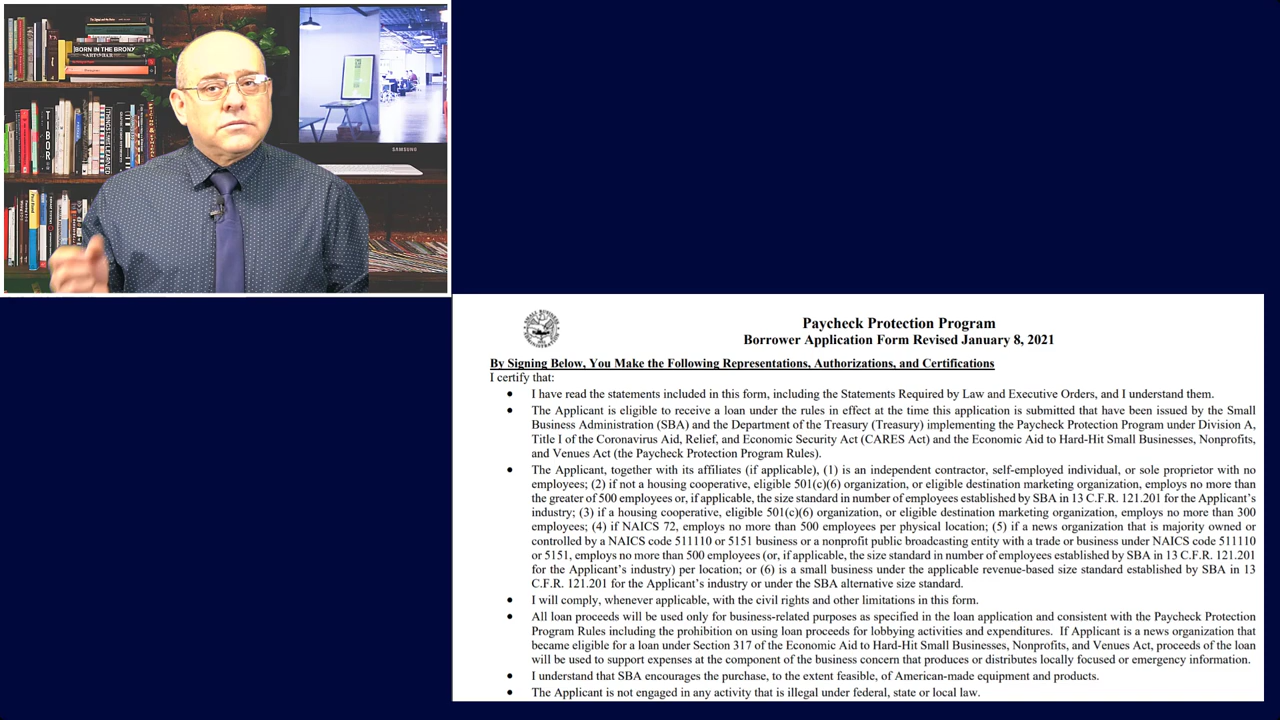 BORN IN THE BRONX
TIBOR
SAMSUNG
Paycheck Protection Program
Borrower Application Form Revised January 8, 2021
By Signing Below, You Make the Following Representations, Authorizations, and Certifications
I certify that:
● I have read the statements included in this form, including the Statements Required by Law and Executive Orders, and I understand them.
● The Applicant is eligible to receive a loan under the rules in effect at the time this application is submitted that have been issued by the Small
Business Administration (SBA) and the Department of the Treasury (Treasury) implementing the Paycheck Protection Program under Division A,
Title I of the Coronavirus Aid, Relief, and Economic Security Act (CARES Act) and the Economic Aid to Hard-Hit Small Businesses, Nonprofits,
and Venues Act (the Paycheck Protection Program Rules).
● The Applicant, together with its affiliates (if applicable), (1) is an independent contractor, self-employed individual, or sole proprietor with no
employees; (2) if not a housing cooperative, eligible 501(c)(6) organization, or eligible destination marketing organization, employs no more than
the greater of 500 employees or, if applicable, the size standard in number of employees established by SBA in 13 C.F.R. 121.201 for the Applicant's
industry; (3) if a housing cooperative, eligible 501(c)(6) organization, or eligible destination marketing organization, employs no more than 300
employees; (4) if NAICS 72, employs no more than 500 employees per physical location; (5) if a news organization that is majority owned or
controlled by a NAICS code 511110 or 5151 business or a nonprofit public broadcasting entity with a trade or business under NAICS code 511110
or 5151, employs no more than 500 employees (or, if applicable, the size standard in number of employees established by SBA in 13 C.F.R. 121.201
for the Applicant's industry) per location; or (6) is a small business under the applicable revenue-based size standard established by SBA in 13
C.F.R. 121.201 for the Applicant's industry or under the SBA alternative size standard.
● I will comply, whenever applicable, with the civil rights and other limitations in this form.
● All loan proceeds will be used only for business-related purposes as specified in the loan application and consistent with the Paycheck Protection
Program Rules including the prohibition on using loan proceeds for lobbying activities and expenditures. If Applicant is a news organization that
became eligible for a loan under Section 317 of the Economic Aid to Hard-Hit Small Businesses, Nonprofits, and Venues Act, proceeds of the loan
will be used to support expenses at the component of the business concern that produces or distributes locally focused or emergency information.
● I understand that SBA encourages the purchase, to the extent feasible, of American-made equipment and products.
● The Applicant is not engaged in any activity that is illegal under federal, state or local law.